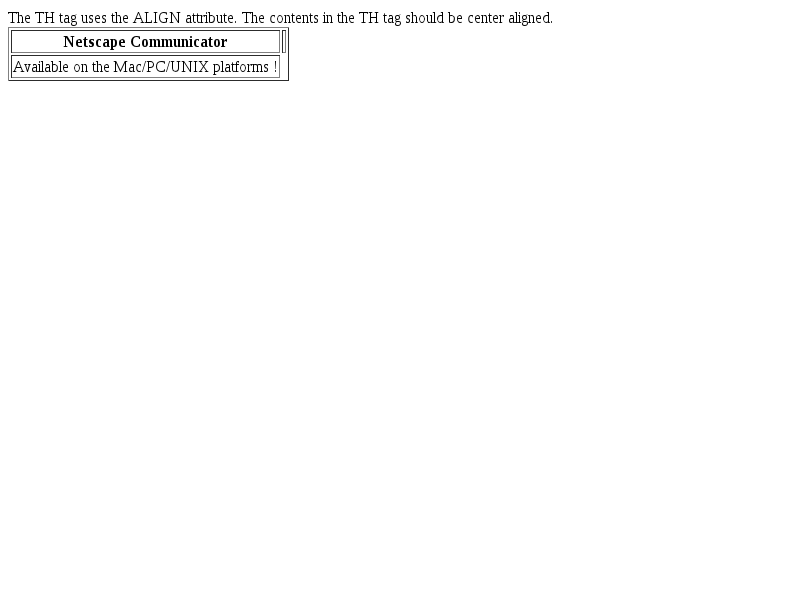 The TH tag uses the ALIGN attribute. The contents in the TH tag should be center aligned.
Netscape Communicator
Available on the Mac/PC/UNIX platforms !